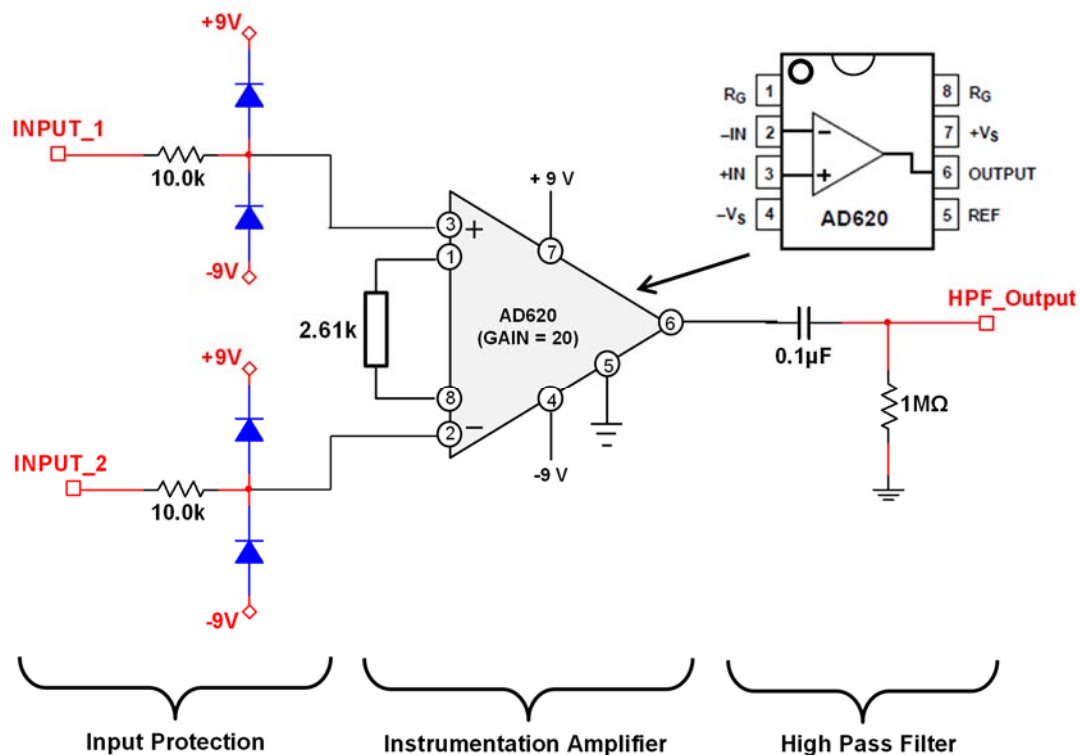 +9V
INPUT_1
10.0k
-9V
+9V
INPUT_2
10.0k
-9V
2.61k
3
+
1
8
2
−
+ 9 V
7
AD620
(GAIN = 20)
6
5
4
-9 V
RG 1
–IN 2
+IN 3
–VS 4
−
+
AD620
8 RG
7 +VS
6 OUTPUT
5 REF
0.1µF
HPF_Output
1MΩ
Input Protection
Instrumentation Amplifier
High Pass Filter